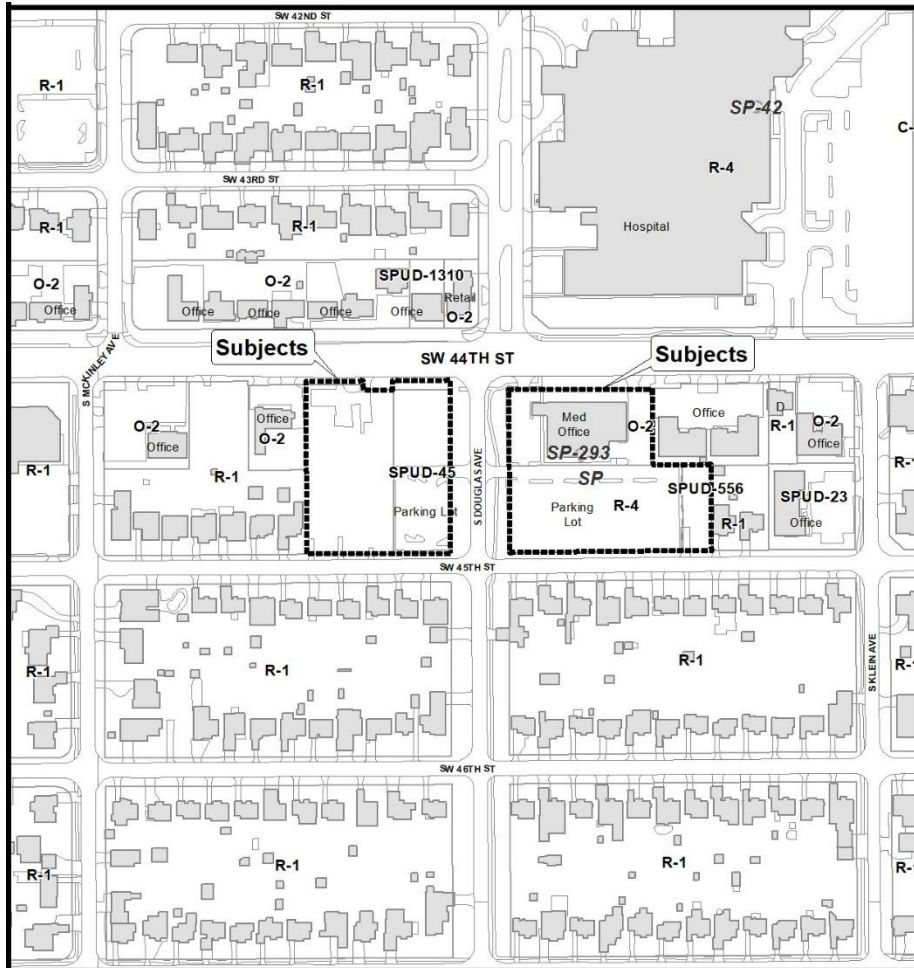 SW 42ND ST
R-1
R-1
SP-42
C-
R-4
SW 43RD ST
R-1
R-1
Hospital
O-2
O-2
SPUD-1310
Retail
O-2
Office
Office
Office
Office
Office
S MCKINLEY AVE
Subjects
SW 44TH ST
Subjects
O-2
Office
Office
O-2
Med
Office
O-2
Office
D
R-1
O-2
Office
SP-293
R-1
R-1
SPUD-45
S DOUGLAS AVE
SP
SPUD-556
SPUD-23
R-1
Parking Lot
Parking
Lot
R-4
R-1
Office
SW 45TH ST
R-1
R-1
R-1
S KLEIN AVE
R-1
SW 46TH ST
R-1
R-1
R-1
R-1